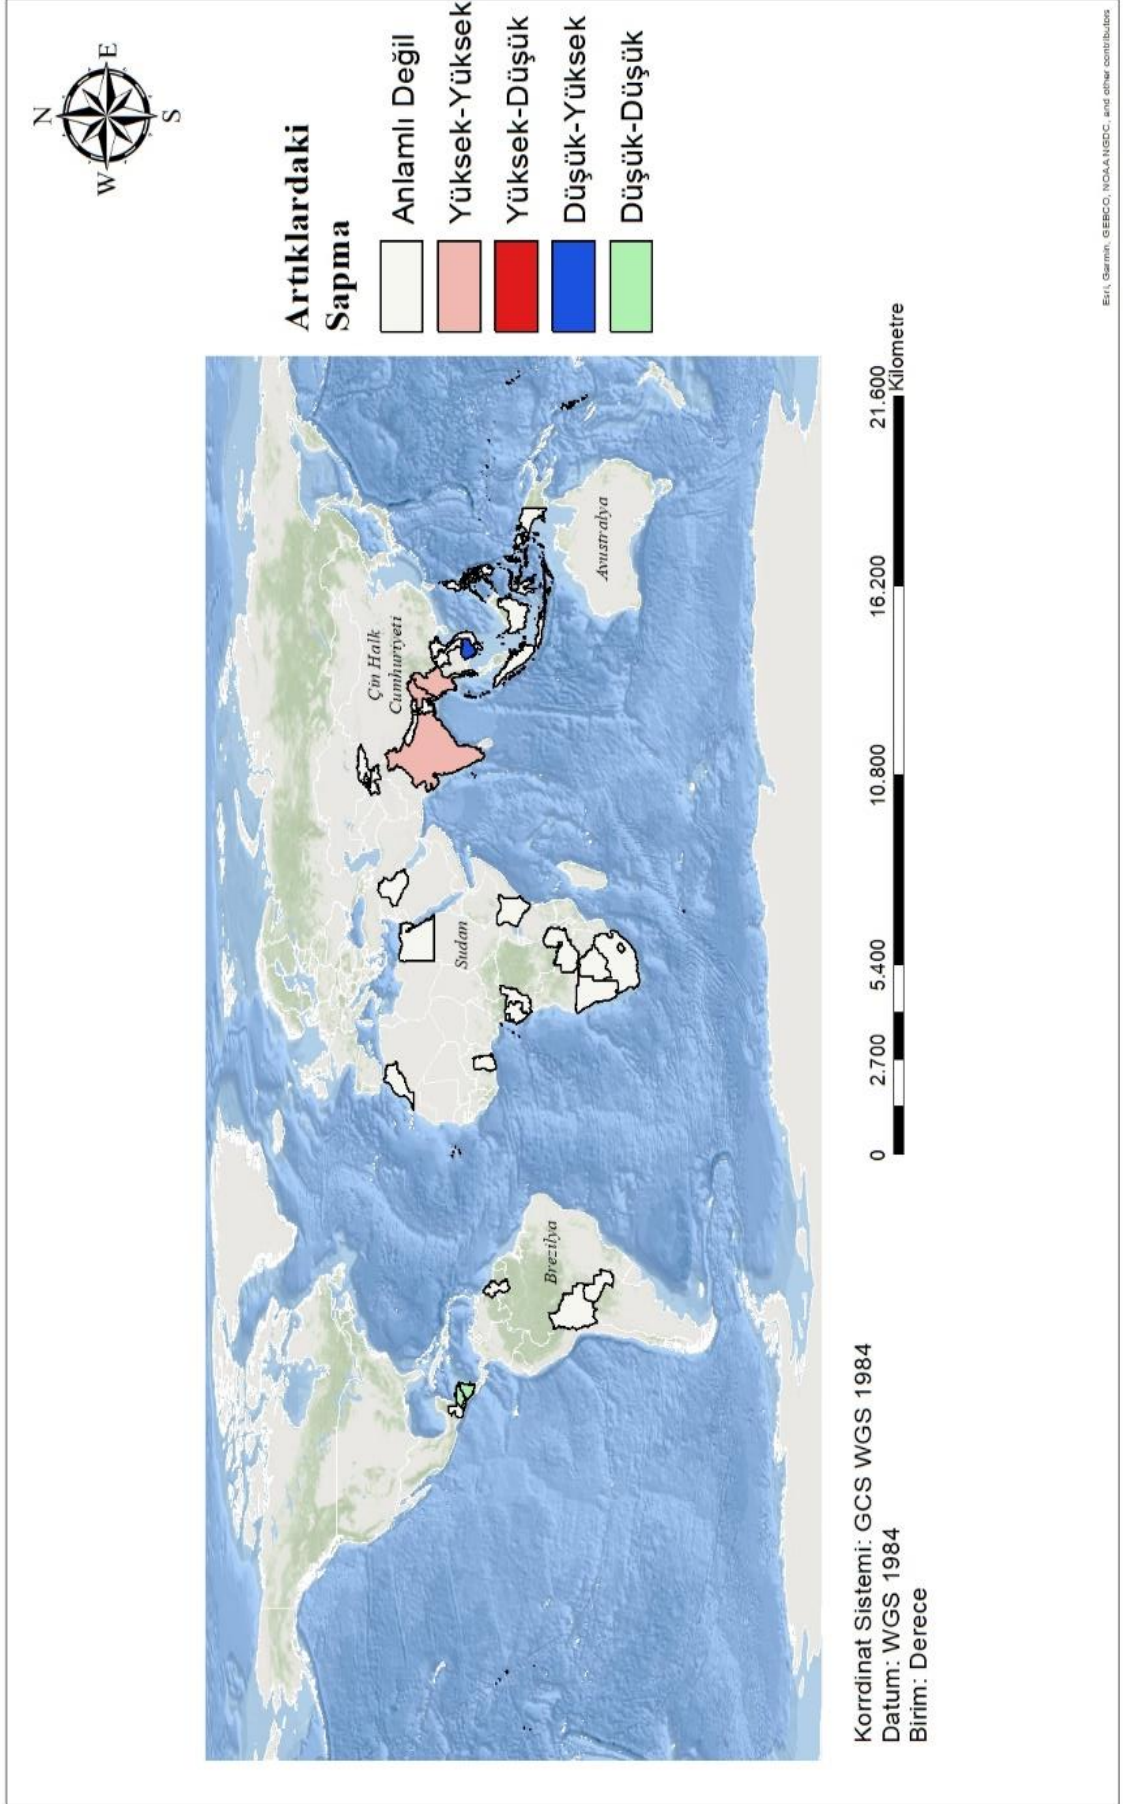 N
W
E
S
Artıklardaki
Sapma
Anlamlı Değil
Yüksek-Yüksek
Yüksek-Düşük
Düşük-Yüksek
Düşük-Düşük
Çin Halk
Cumhuriyeti
Sudan
Brezilya
Avustralya
0 2.700 5.400 10.800 16.200 21.600
Kilometre
Korrdinat Sistemi: GCS WGS 1984
Datum: WGS 1984
Birim: Derece
Esri, Garmin, GEBCO, NOAA NGDC, and other contributors